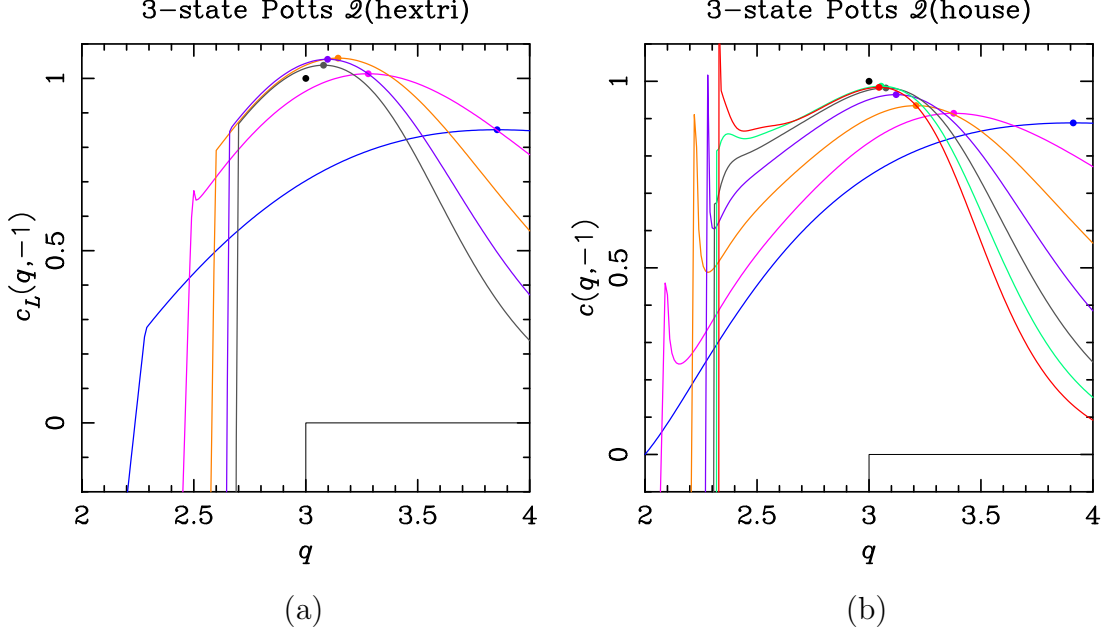 3-state Potts 𝒬(hextri)
1
0.5
0
c_L(q,-1)
2 2.5 3 3.5 4
q
(a)
3-state Potts 𝒬(house)
1
0.5
0
c(q,-1)
2 2.5 3 3.5 4
q
(b)